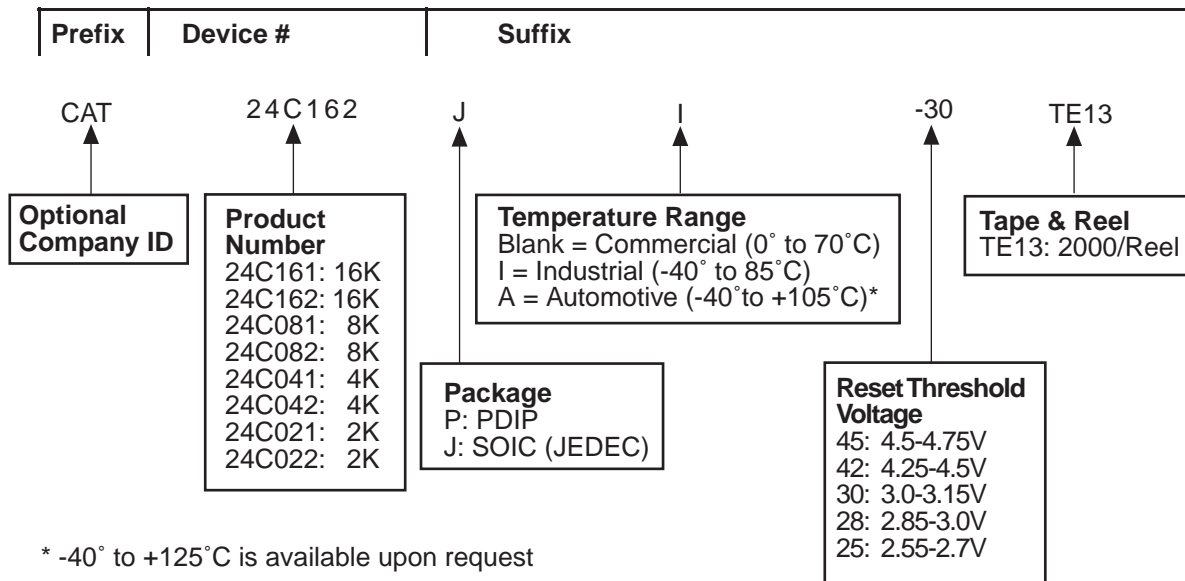 Prefix Device # Suffix
CAT 24C162 J I -30 TE13
Optional
Company ID
Product
Number
24C161: 16K
24C162: 16K
24C081: 8K
24C082: 8K
24C041: 4K
24C042: 4K
24C021: 2K
24C022: 2K
Package
P: PDIP
J: SOIC (JEDEC)
Temperature Range
Blank = Commercial (0˚ to 70˚C)
I = Industrial (-40˚ to 85˚C)
A = Automotive (-40˚to +105˚C)*
Reset Threshold
Voltage
45: 4.5-4.75V
42: 4.25-4.5V
30: 3.0-3.15V
28: 2.85-3.0V
25: 2.55-2.7V
Tape & Reel
TE13: 2000/Reel
* -40˚ to +125˚C is available upon request